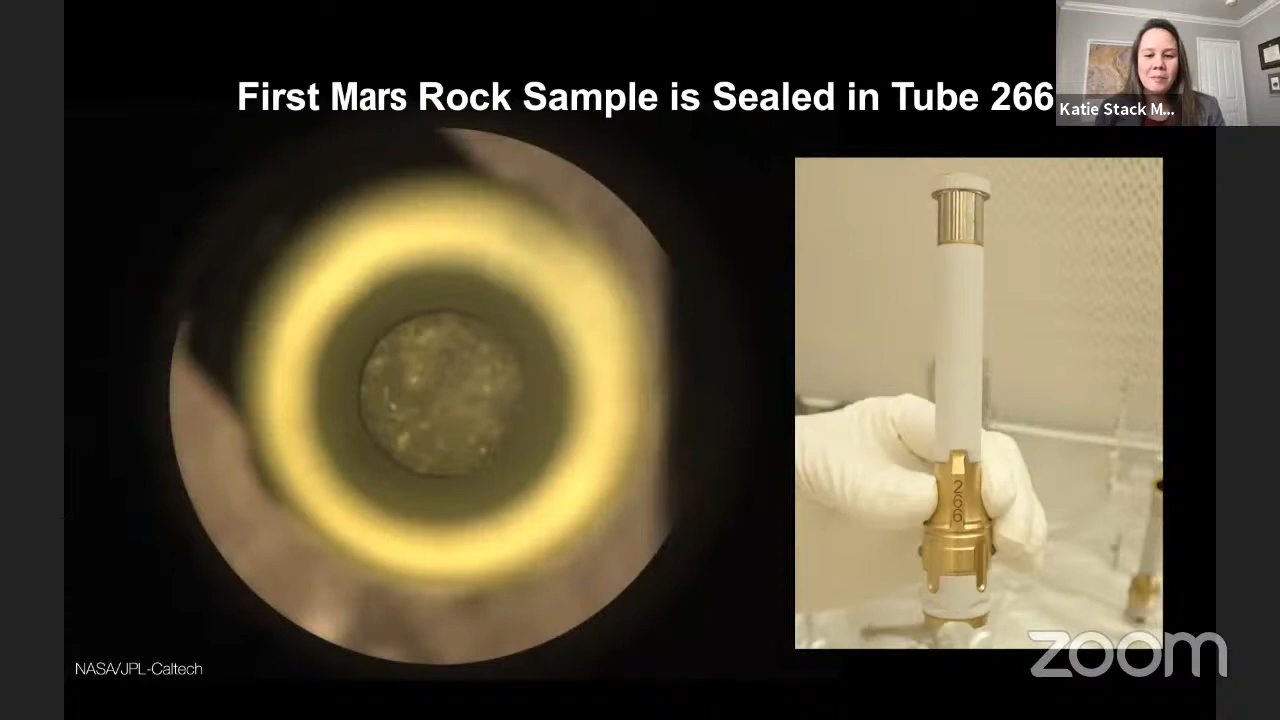 First Mars Rock Sample is Sealed in Tube 266
Katie Stack M...
266
NASA/JPL-Caltech
zoom